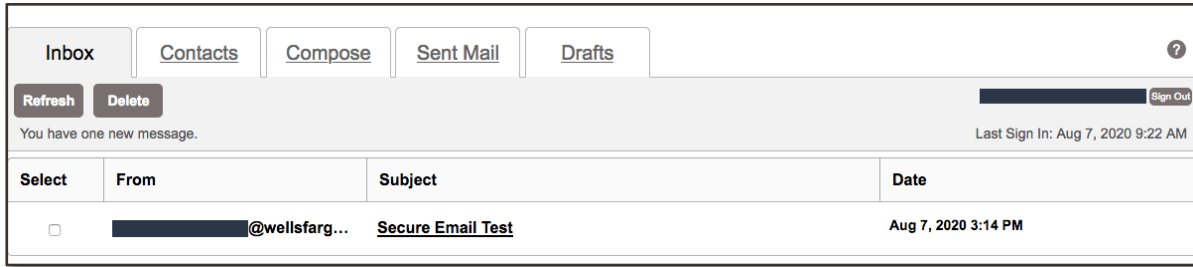 Inbox Contacts Compose Sent Mail Drafts ?
Refresh Delete Sign Out
You have one new message. Last Sign In: Aug 7, 2020 9:22 AM
Select From Subject Date
@wellsfarg... Secure Email Test Aug 7, 2020 3:14 PM